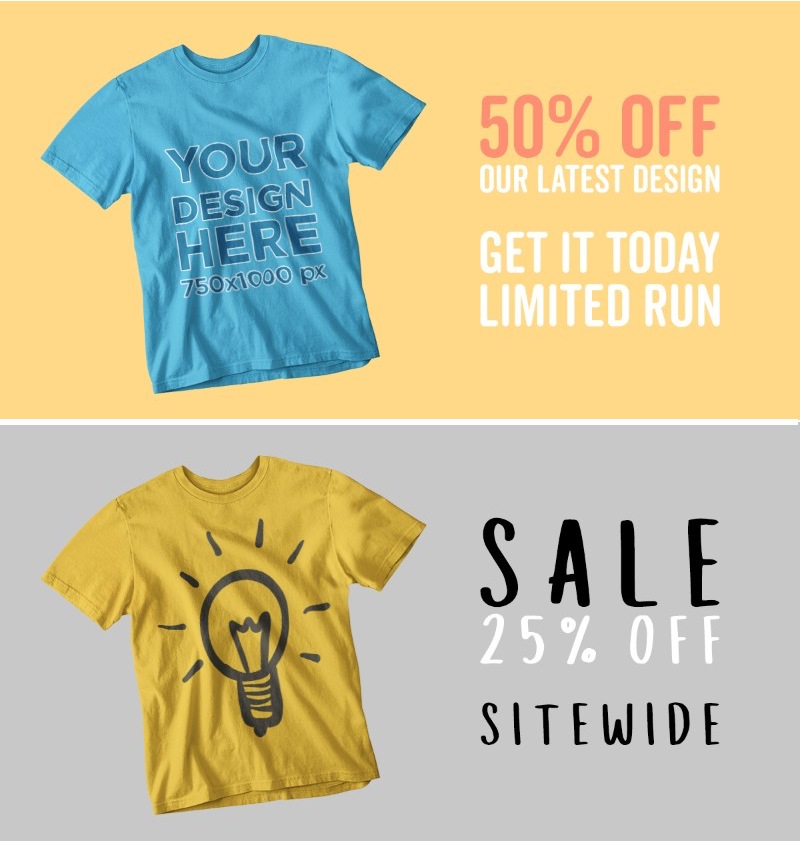 YOUR
DESIGN
HERE
750x1000 px
50% OFF
OUR LATEST DESIGN
GET IT TODAY
LIMITED RUN
SALE
25% OFF
SITEWIDE